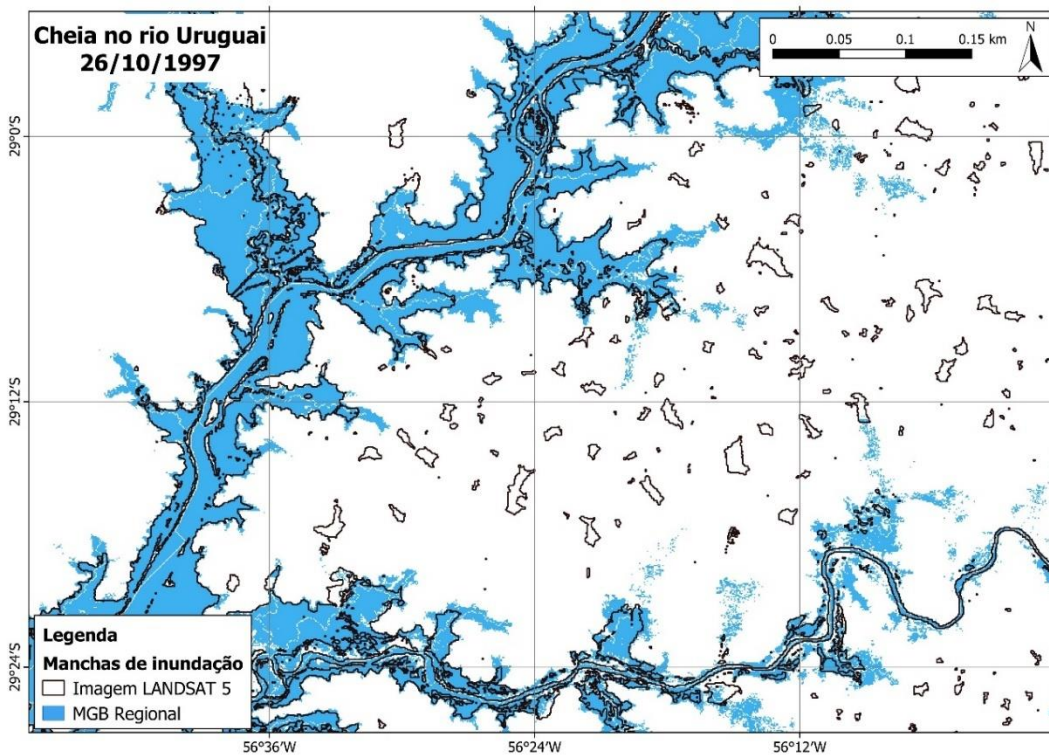 Cheia no rio Uruguai
26/10/1997
0 0.05 0.1 0.15 km
N
29°0'S
29°12'S
29°24'S
Legenda
Manchas de inundação
Imagem LANDSAT 5
MGB Regional
56°36'W 56°24'W 56°12'W